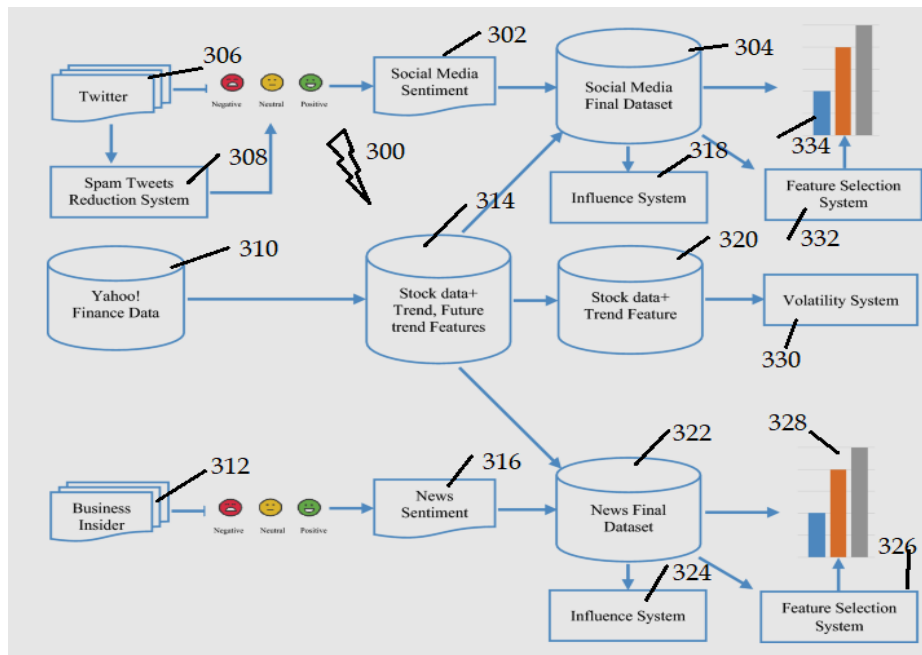 302
304
306
Twitter
Negative
Neutral
Positive
Social Media
Sentiment
Social Media
Final Dataset
334
308
300
318
Spam Tweets
Reduction System
Influence System
Feature Selection
System
332
314
310
320
Yahoo!
Finance Data
Stock data+
Trend, Future
trend Features
Stock data+
Trend Feature
Volatility System
330
322
328
312
316
Business
Insider
Negative
Neutral
Positive
News
Sentiment
News Final
Dataset
326
324
Influence System
Feature Selection
System